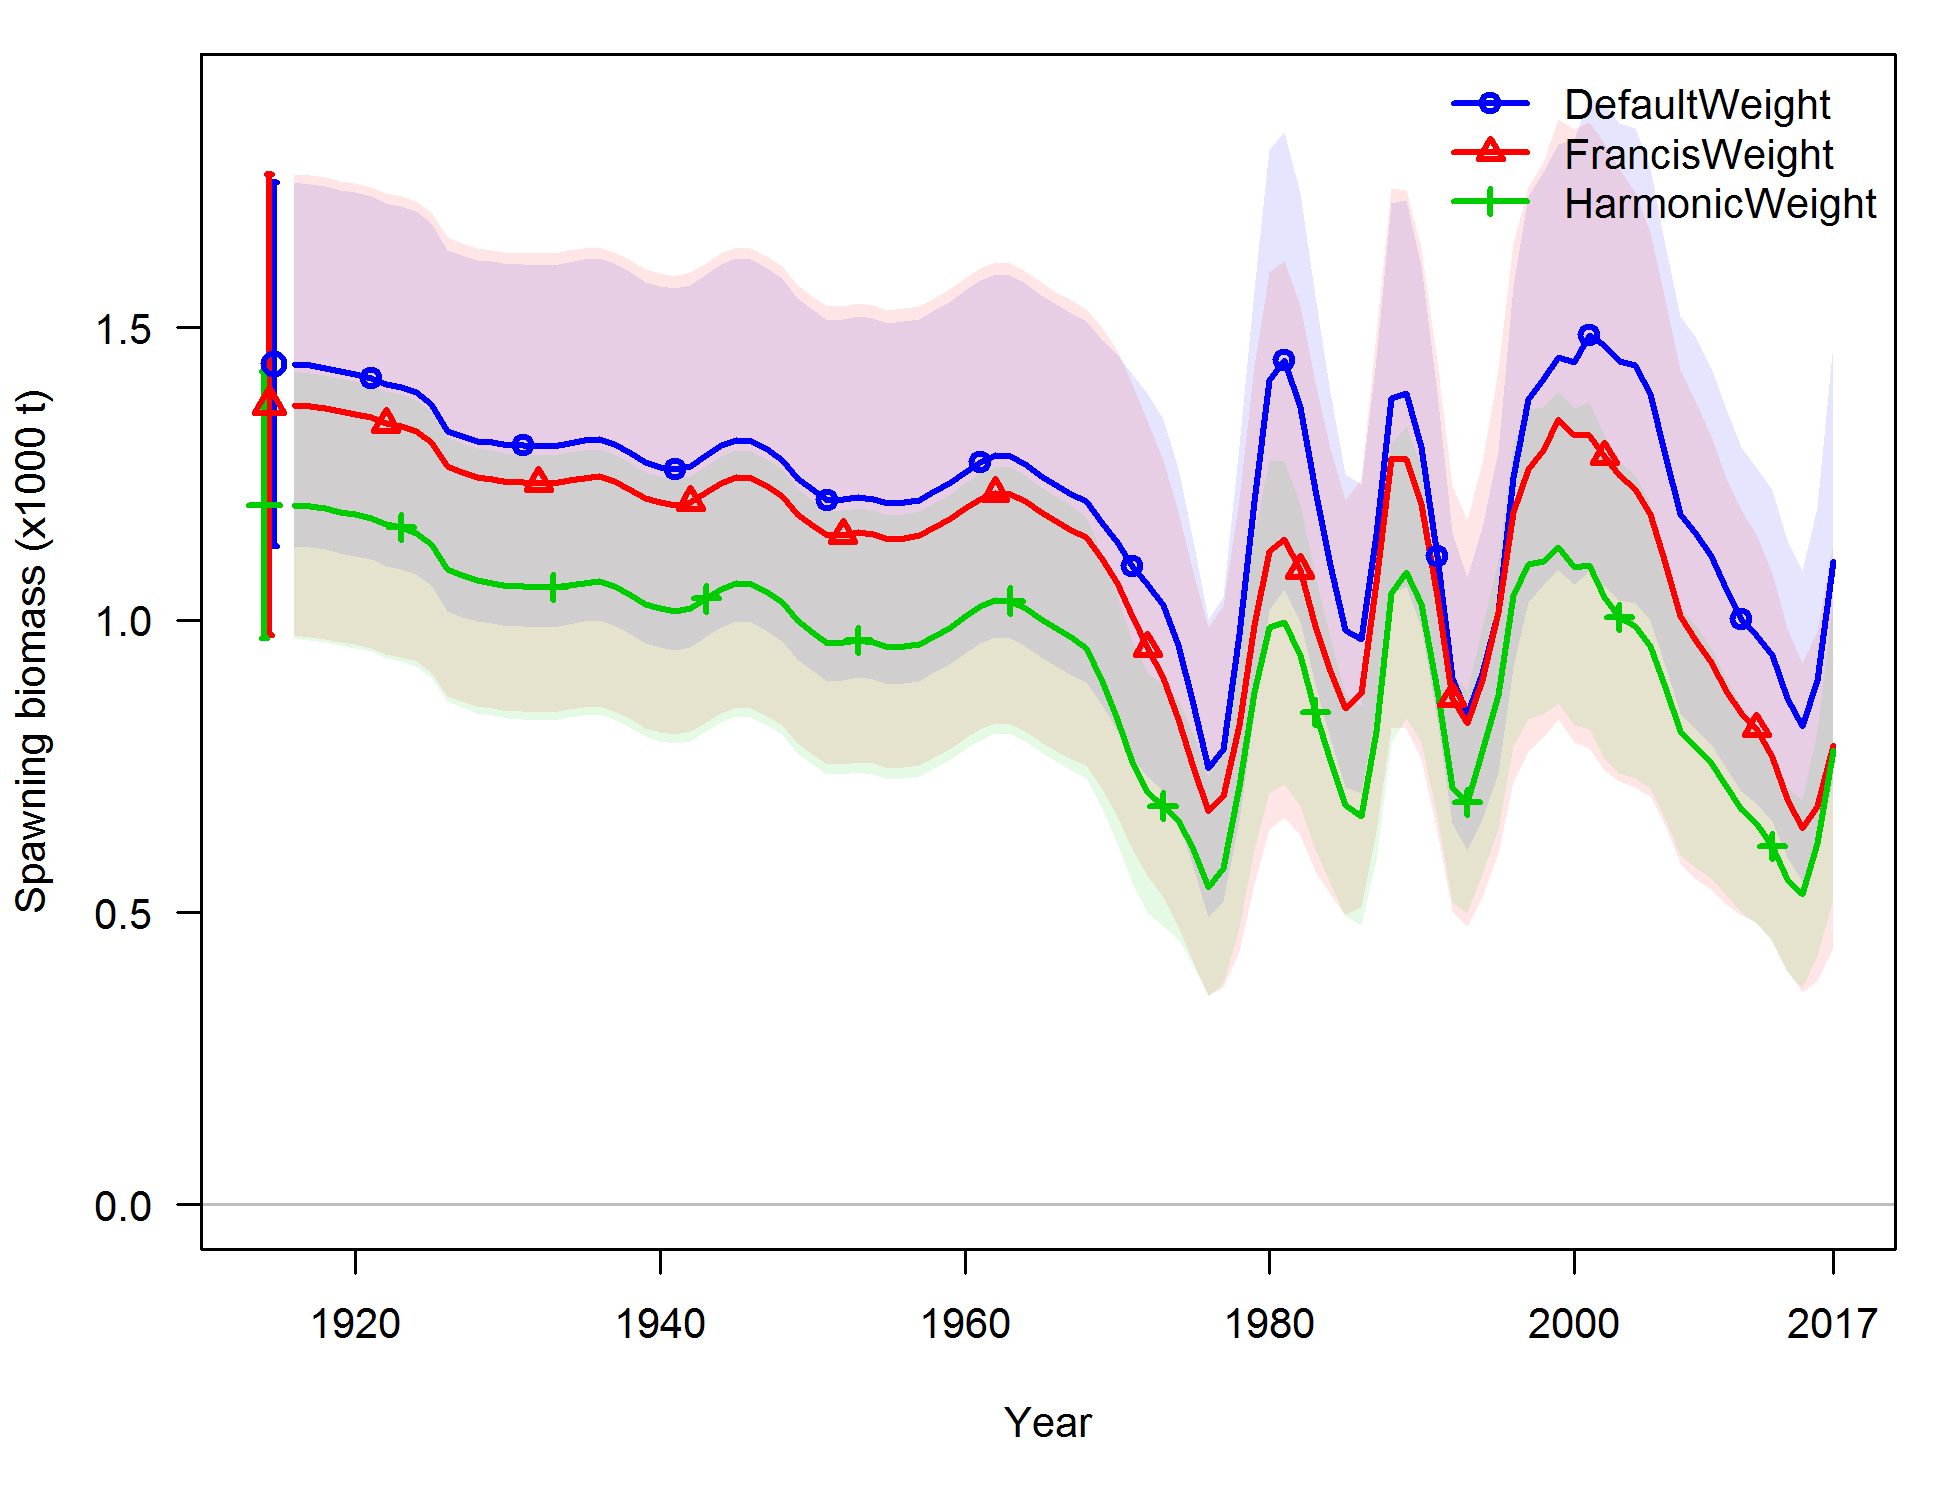 DefaultWeight
FrancisWeight
HarmonicWeight
Spawning biomass (x1000 t)
1.5
1.0
0.5
0.0
1920 1940 1960 1980 2000 2017
Year